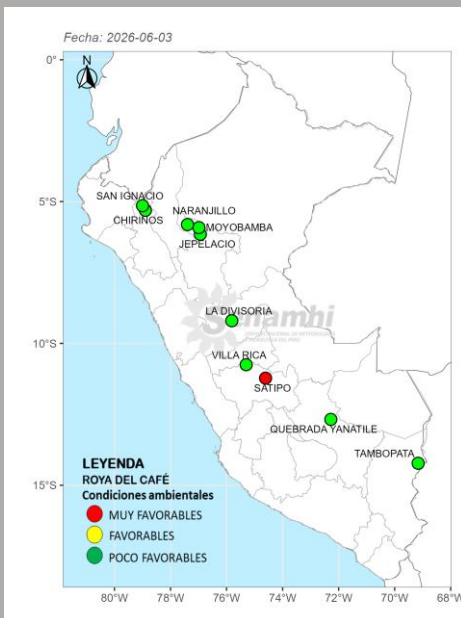 Fecha: 2026-06-03
N
0°
SAN IGNACIO
NARANJILLO
5°S
CHIRINOS
MOYOBAMBA
JEPELACIO
LA DIVISORIA
Senamhi
10°S
VILLA RICA
SATIPO
QUEBRADA YANATILE
TAMBOPATA
LEYENDA
ROYA DEL CAFÉ
Condiciones ambientales
15°S
MUY FAVORABLES
FAVORABLES
POCO FAVORABLES
80°W 78°W 76°W 74°W 72°W 70°W 68°W